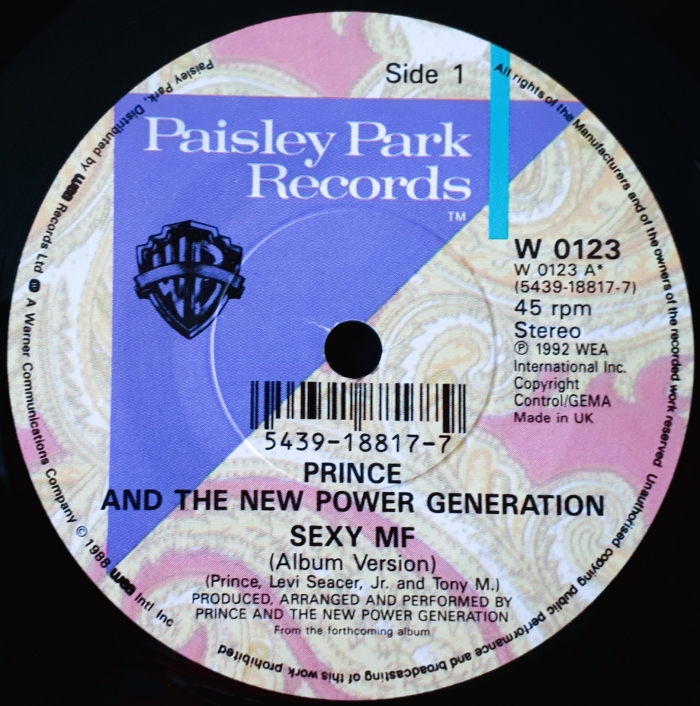 Side 1
Paisley Park
Records
TM
WB
W 0123
W 0123 A*
(5439-18817-7)
45 rpm
Stereo
Ⓟ 1992 WEA
International Inc.
Copyright
Control/GEMA
Made in UK
5439-18817-7
PRINCE
AND THE NEW POWER GENERATION
SEXY MF
(Album Version)
(Prince, Levi Seacer, Jr. and Tony M.)
PRODUCED, ARRANGED AND PERFORMED BY
PRINCE AND THE NEW POWER GENERATION
From the forthcoming album
All rights of the Manufacturers and of the owners of the recorded work reserved Unauthorised copying public performance and broadcasting of this work prohibited
Paisley Park, Distributed by wea Records Ltd A Warner Communications Company © 1988 wea Intl Inc